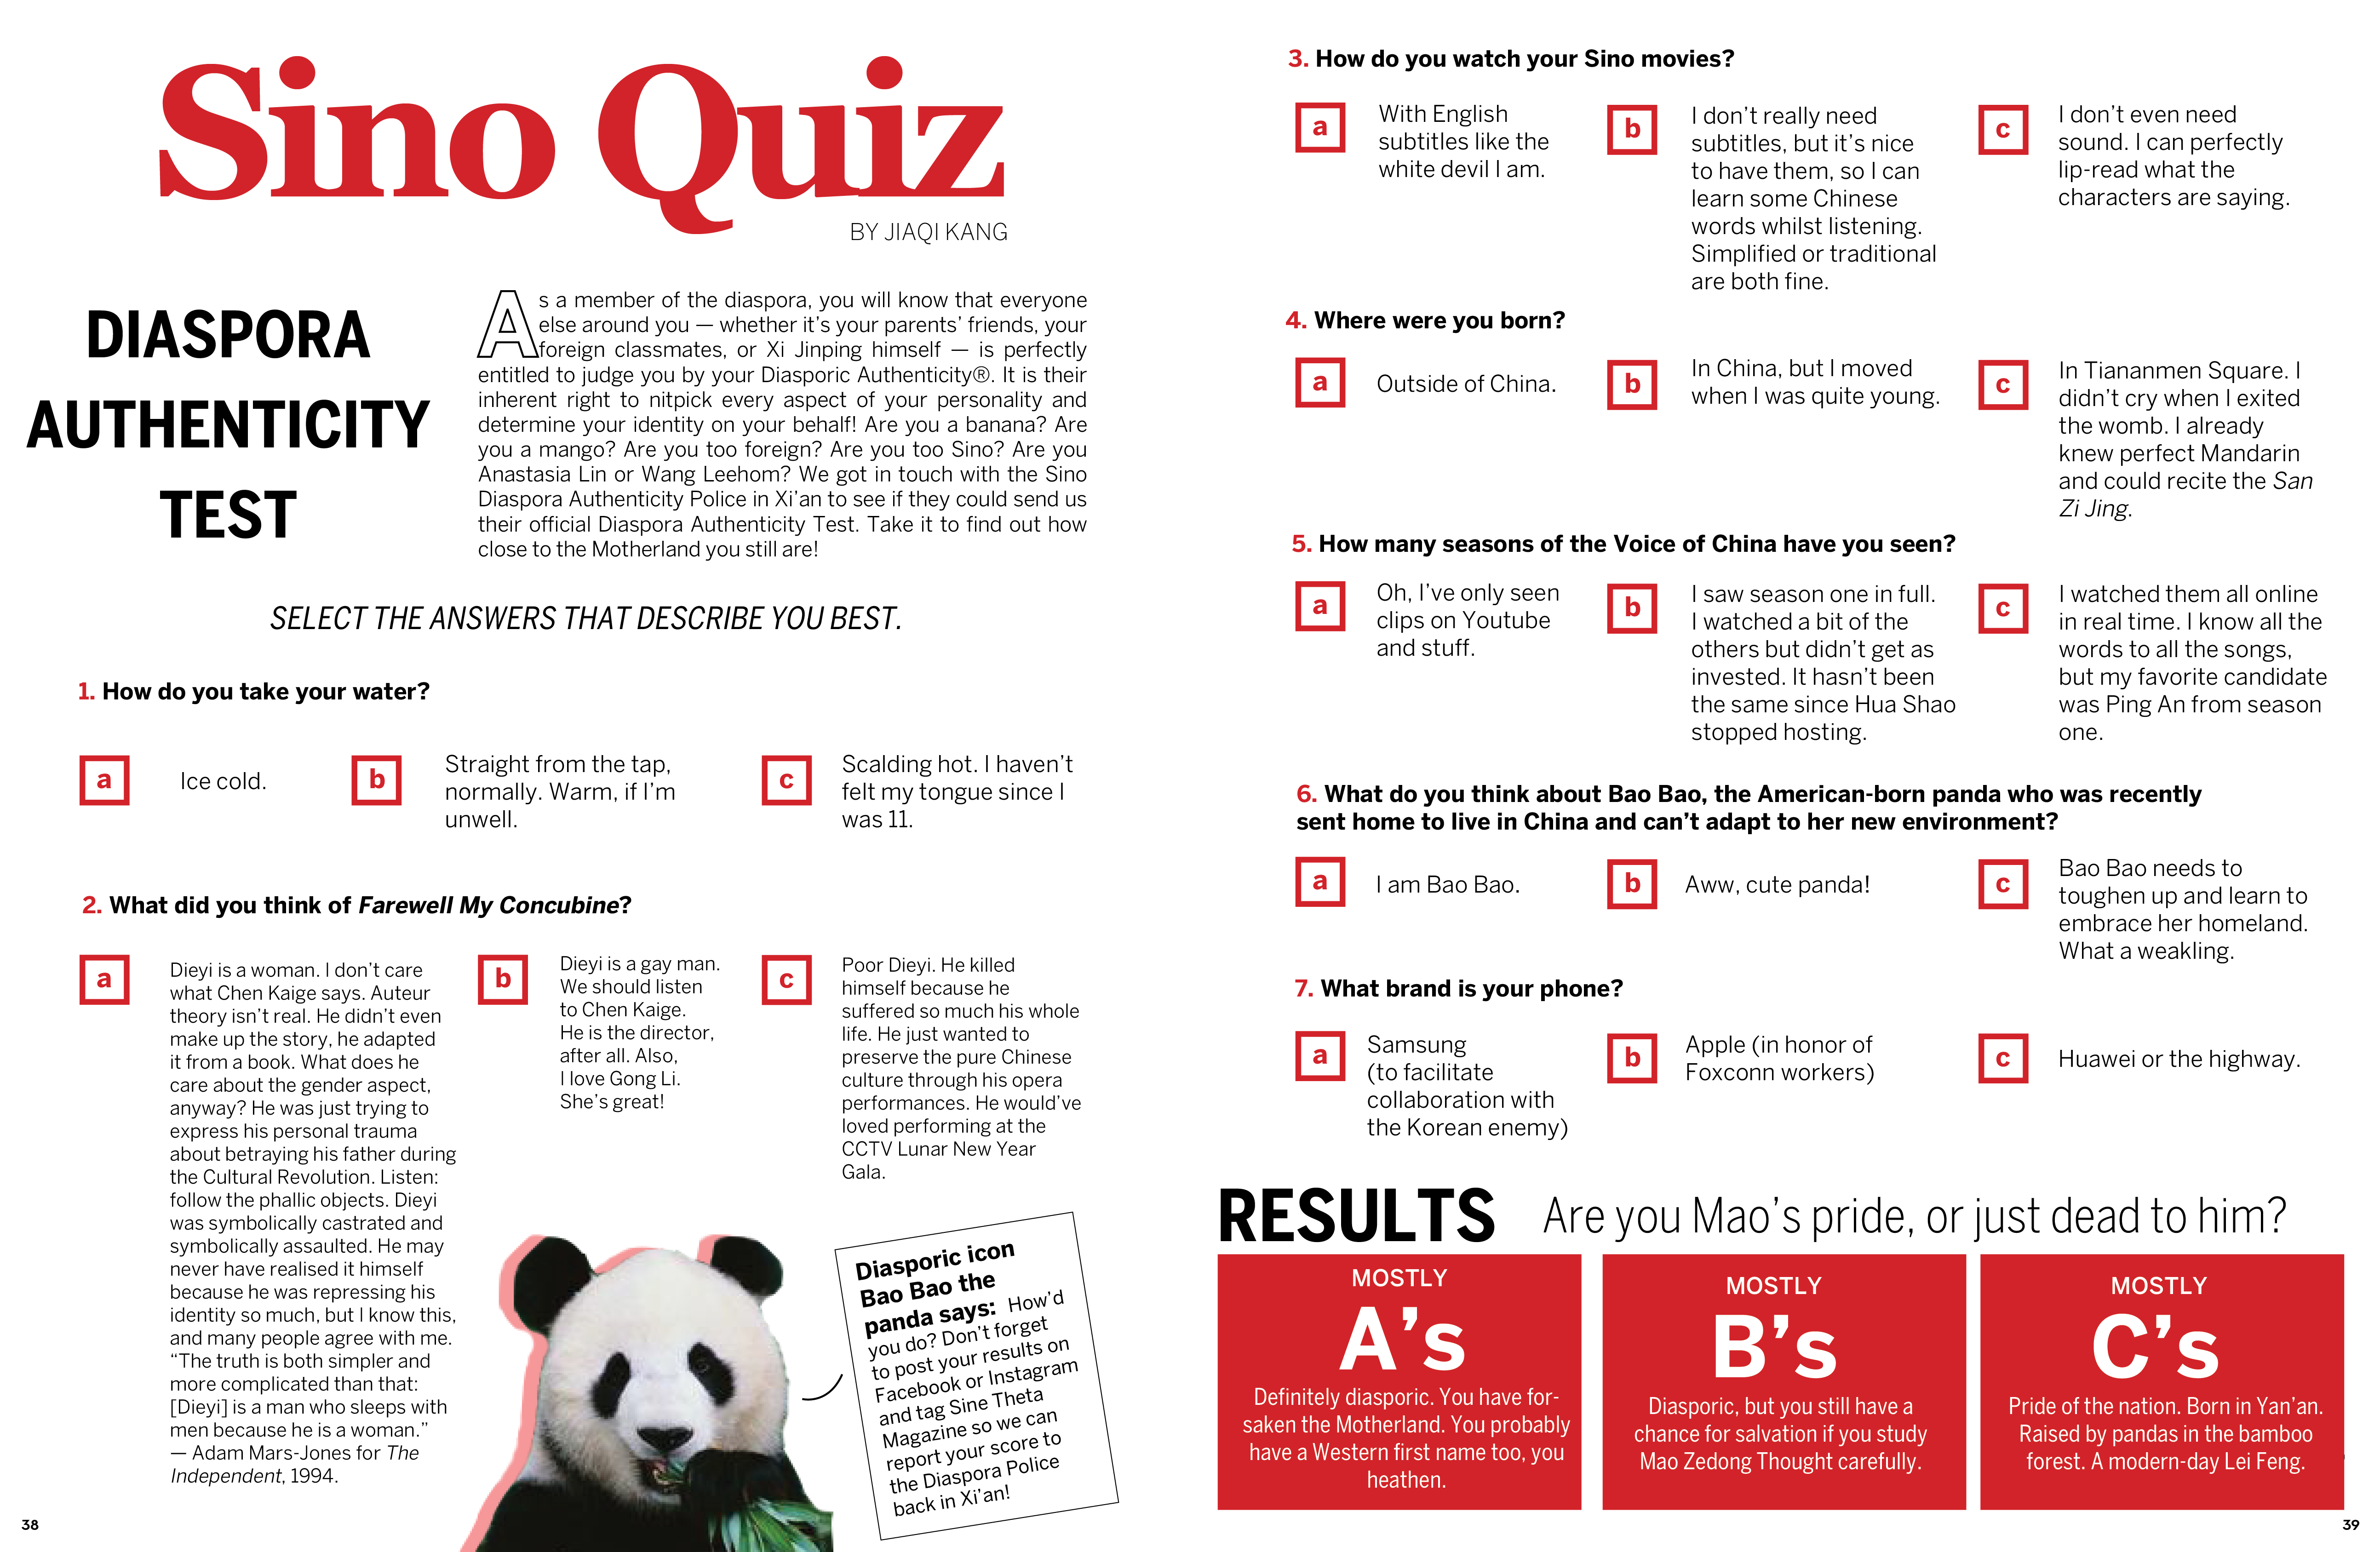 Sino Quiz
BY JIAQI KANG
DIASPORA
AUTHENTICITY
TEST
As a member of the diaspora, you will know that everyone
else around you — whether it's your parents' friends, your
foreign classmates, or Xi Jinping himself — is perfectly
entitled to judge you by your Diasporic Authenticity®. It is their
inherent right to nitpick every aspect of your personality and
determine your identity on your behalf! Are you a banana? Are
you a mango? Are you too foreign? Are you too Sino? Are you
Anastasia Lin or Wang Leehom? We got in touch with the Sino
Diaspora Authenticity Police in Xi'an to see if they could send us
their official Diaspora Authenticity Test. Take it to find out how
close to the Motherland you still are!
SELECT THE ANSWERS THAT DESCRIBE YOU BEST.
1. How do you take your water?
a
Ice cold.
b
Straight from the tap,
normally. Warm, if I'm
unwell.
c
Scalding hot. I haven't
felt my tongue since I
was 11.
2. What did you think of Farewell My Concubine?
a
Dieyi is a woman. I don't care
what Chen Kaige says. Auteur
theory isn't real. He didn't even
make up the story, he adapted
it from a book. What does he
care about the gender aspect,
anyway? He was just trying to
express his personal trauma
about betraying his father during
the Cultural Revolution. Listen:
follow the phallic objects. Dieyi
was symbolically castrated and
symbolically assaulted. He may
never have realised it himself
because he was repressing his
identity so much, but I know this,
and many people agree with me.
“The truth is both simpler and
more complicated than that:
[Dieyi] is a man who sleeps with
men because he is a woman.”
— Adam Mars-Jones for The
Independent, 1994.
b
Dieyi is a gay man.
We should listen
to Chen Kaige.
He is the director,
after all. Also,
I love Gong Li.
She's great!
c
Poor Dieyi. He killed
himself because he
suffered so much his whole
life. He just wanted to
preserve the pure Chinese
culture through his opera
performances. He would've
loved performing at the
CCTV Lunar New Year
Gala.
Diasporic icon
Bao Bao the
panda says: How'd
you do? Don't forget
to post your results on
Facebook or Instagram
and tag Sine Theta
Magazine so we can
report your score to
the Diaspora Police
back in Xi'an!
38
3. How do you watch your Sino movies?
a
With English
subtitles like the
white devil I am.
b
I don't really need
subtitles, but it's nice
to have them, so I can
learn some Chinese
words whilst listening.
Simplified or traditional
are both fine.
c
I don't even need
sound. I can perfectly
lip-read what the
characters are saying.
4. Where were you born?
a
Outside of China.
b
In China, but I moved
when I was quite young.
c
In Tiananmen Square. I
didn't cry when I exited
the womb. I already
knew perfect Mandarin
and could recite the San
Zi Jing.
5. How many seasons of the Voice of China have you seen?
a
Oh, I've only seen
clips on Youtube
and stuff.
b
I saw season one in full.
I watched a bit of the
others but didn't get as
invested. It hasn't been
the same since Hua Shao
stopped hosting.
c
I watched them all online
in real time. I know all the
words to all the songs,
but my favorite candidate
was Ping An from season
one.
6. What do you think about Bao Bao, the American-born panda who was recently
sent home to live in China and can't adapt to her new environment?
a
I am Bao Bao.
b
Aww, cute panda!
c
Bao Bao needs to
toughen up and learn to
embrace her homeland.
What a weakling.
7. What brand is your phone?
a
Samsung
(to facilitate
collaboration with
the Korean enemy)
b
Apple (in honor of
Foxconn workers)
c
Huawei or the highway.
RESULTS Are you Mao's pride, or just dead to him?
MOSTLY
A's
Definitely diasporic. You have for-
saken the Motherland. You probably
have a Western first name too, you
heathen.
MOSTLY
B's
Diasporic, but you still have a
chance for salvation if you study
Mao Zedong Thought carefully.
MOSTLY
C's
Pride of the nation. Born in Yan'an.
Raised by pandas in the bamboo
forest. A modern-day Lei Feng.
39